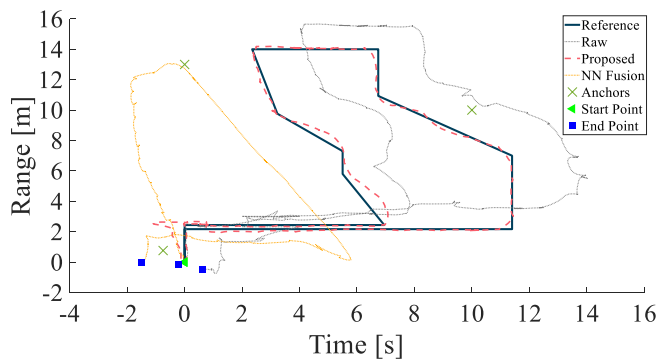 16
14
12
10
8
6
4
2
0
-2
Range [m]
-4
-2
0
2
4
6
8
10
12
14
16
Time [s]
Reference
Raw
Proposed
NN Fusion
Anchors
Start Point
End Point